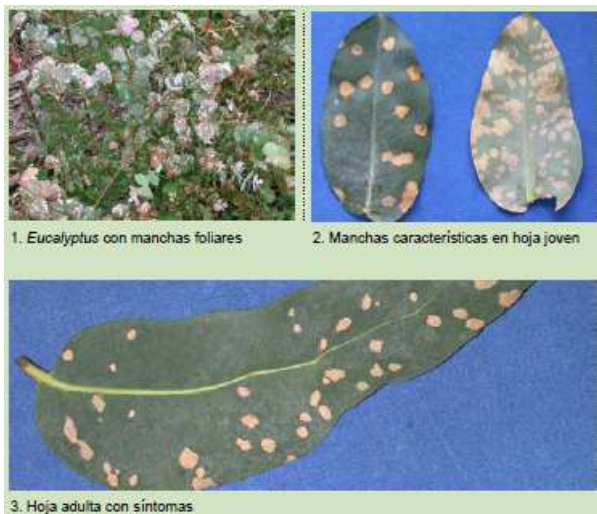 1. Eucalyptus con manchas foliares
2. Manchas características en hoja joven
3. Hoja adulta con síntomas